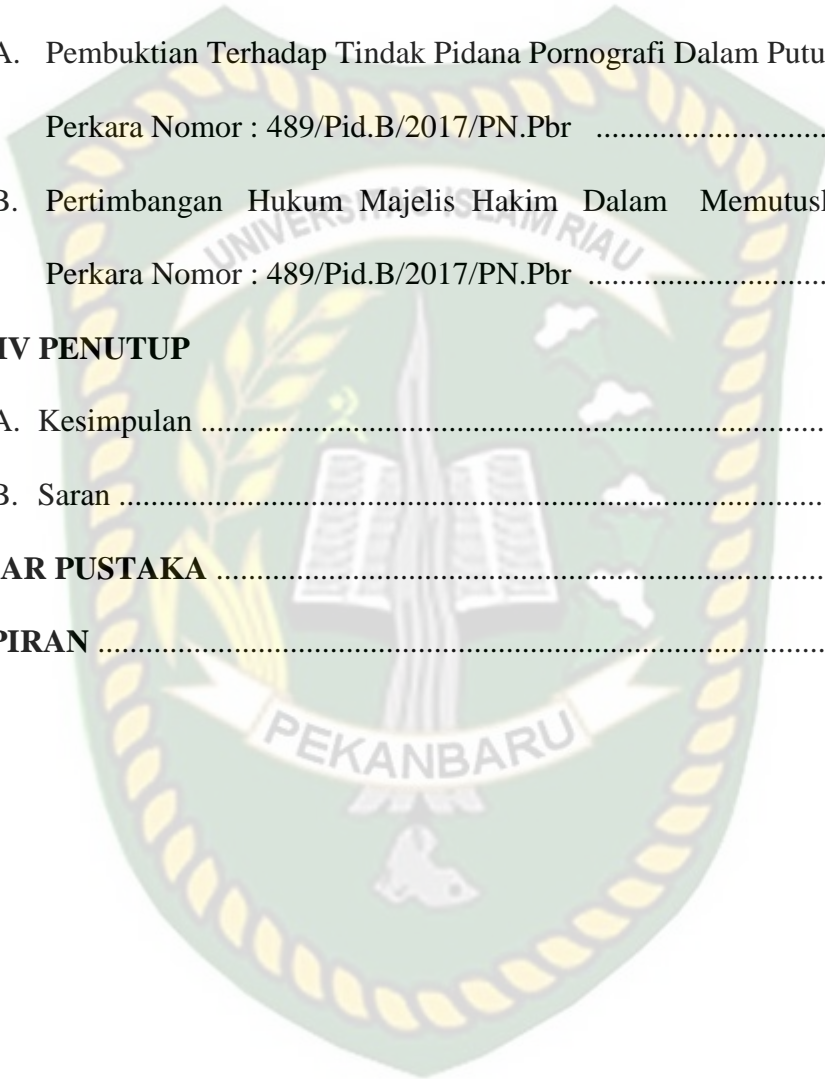 A. Pembuktian Terhadap Tindak Pidana Pornografi Dalam Putu
Perkara Nomor : 489/Pid.B/2017/PN.Pbr ..............................
B. Pertimbangan Hukum Majelis Hakim Dalam Memutusk
Perkara Nomor : 489/Pid.B/2017/PN.Pbr ..............................
IV PENUTUP
A. Kesimpulan ..............................................................................
B. Saran ........................................................................................
AR PUSTAKA ............................................................................
PIRAN ..........................................................................................
UNIVERSITAS ISLAM RIAU
PEKANBARU